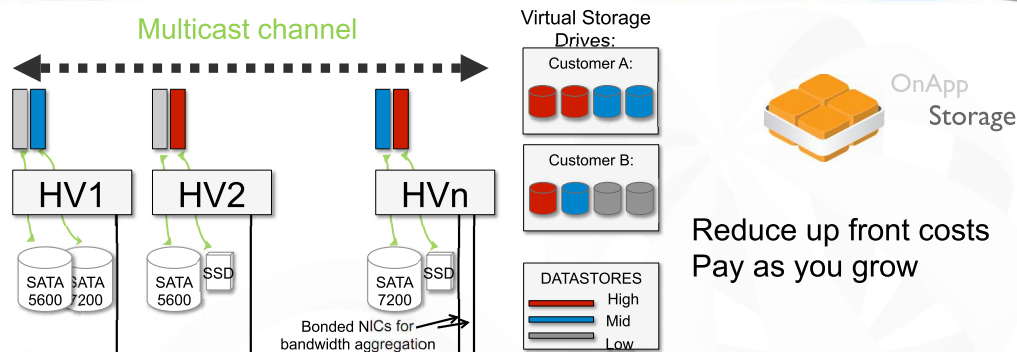 Multicast channel
HV1
HV2
HVn
SATA
5600
SATA
7200
SATA
5600
SSD
SATA
7200
SSD
Bonded NICs for
bandwidth aggregation
Virtual Storage
Drives:
Customer A:
Customer B:
DATASTORES
High
Mid
Low
OnApp
Storage
Reduce up front costs
Pay as you grow